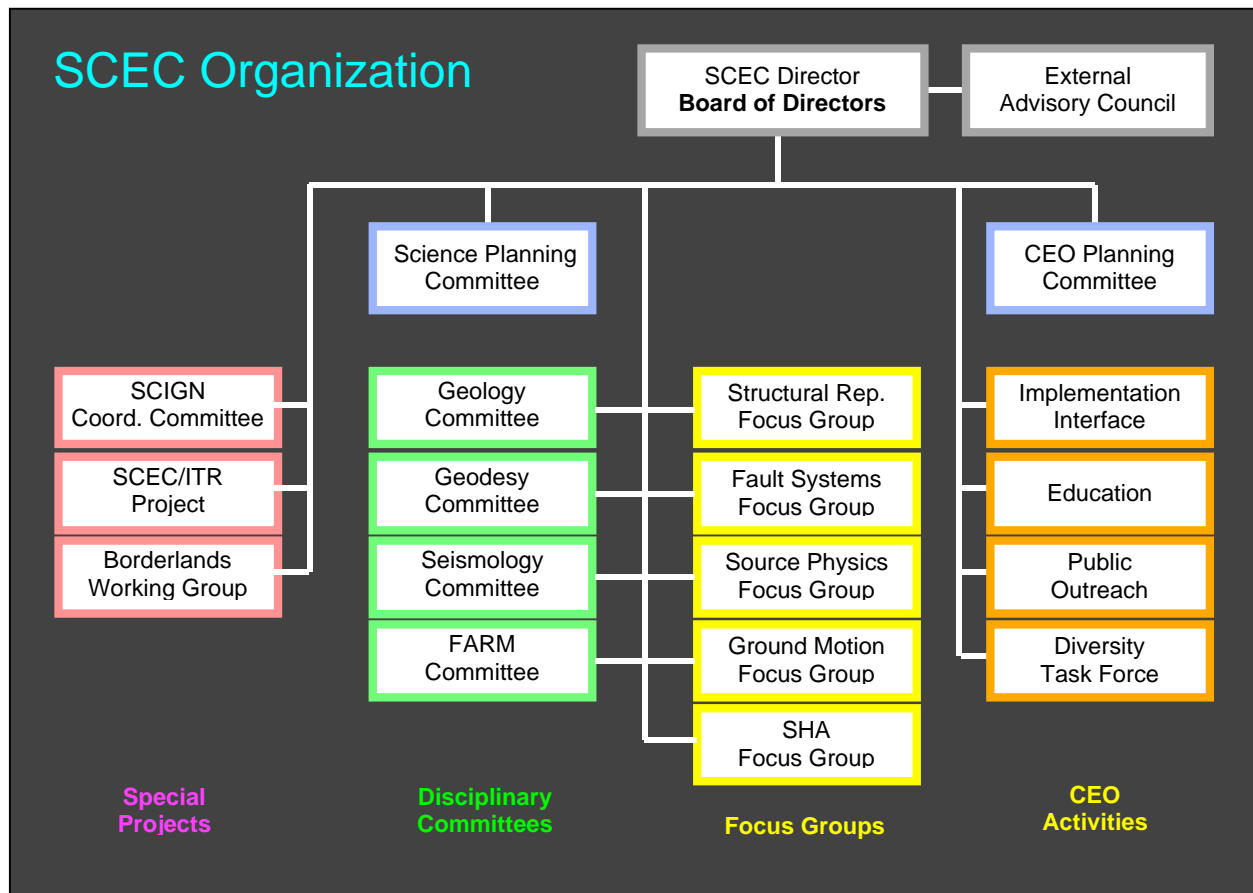 SCEC Organization
SCEC Director
Board of Directors
External
Advisory Council
Science Planning
Committee
CEO Planning
Committee
SCIGN
Coord. Committee
SCEC/ITR
Project
Borderlands
Working Group
Geology
Committee
Geodesy
Committee
Seismology
Committee
FARM
Committee
Structural Rep.
Focus Group
Fault Systems
Focus Group
Source Physics
Focus Group
Ground Motion
Focus Group
SHA
Focus Group
Implementation
Interface
Education
Public
Outreach
Diversity
Task Force
Special
Projects
Disciplinary
Committees
Focus Groups
CEO
Activities